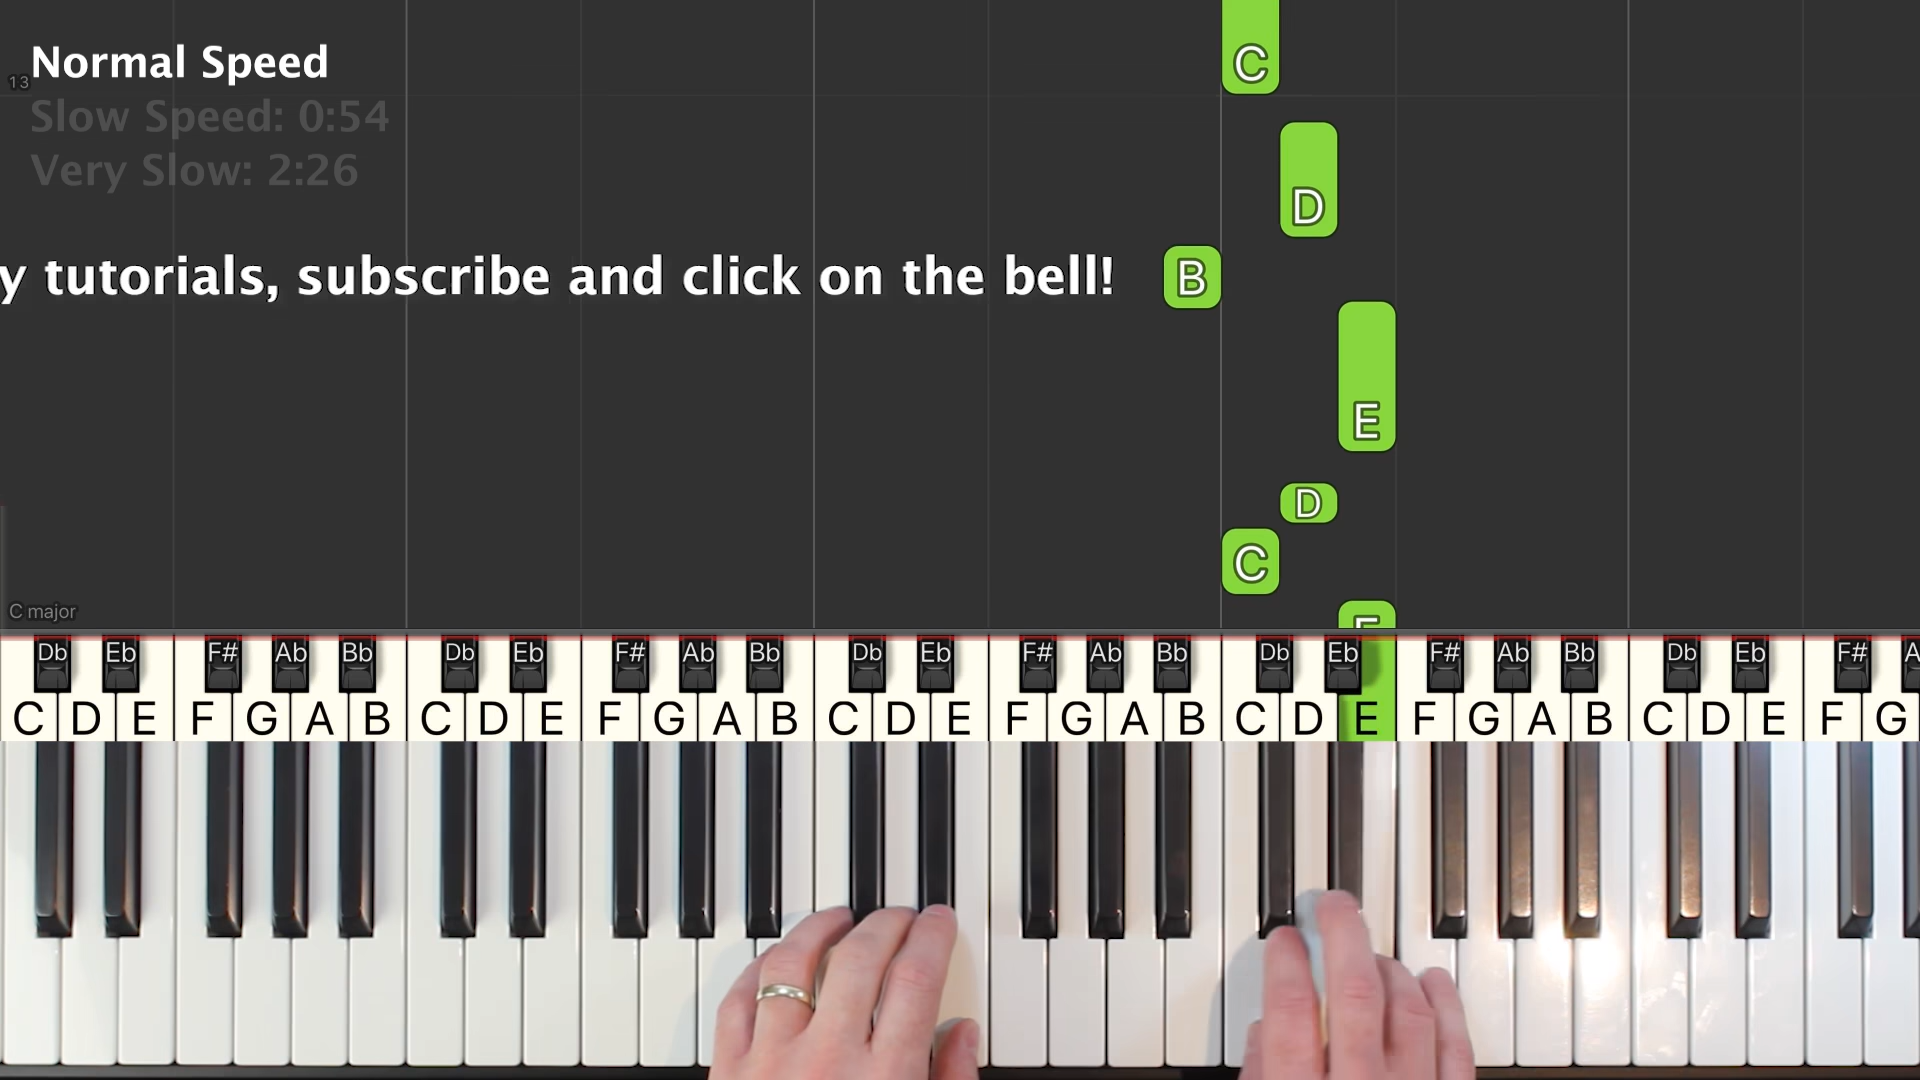 C
Normal Speed
13
Slow Speed: 0:54
D
Very Slow: 2:26
y tutorials, subscribe and click on the bell!
B
E
D
C
C major
E
Db Eb F# Ab Bb Db Eb F# Ab Bb Db Eb F# Ab Bb Db Eb F# Ab Bb Db Eb F# A
C D E F G A B C D E F G A B C D E F G A B C D E F G A B C D E F G